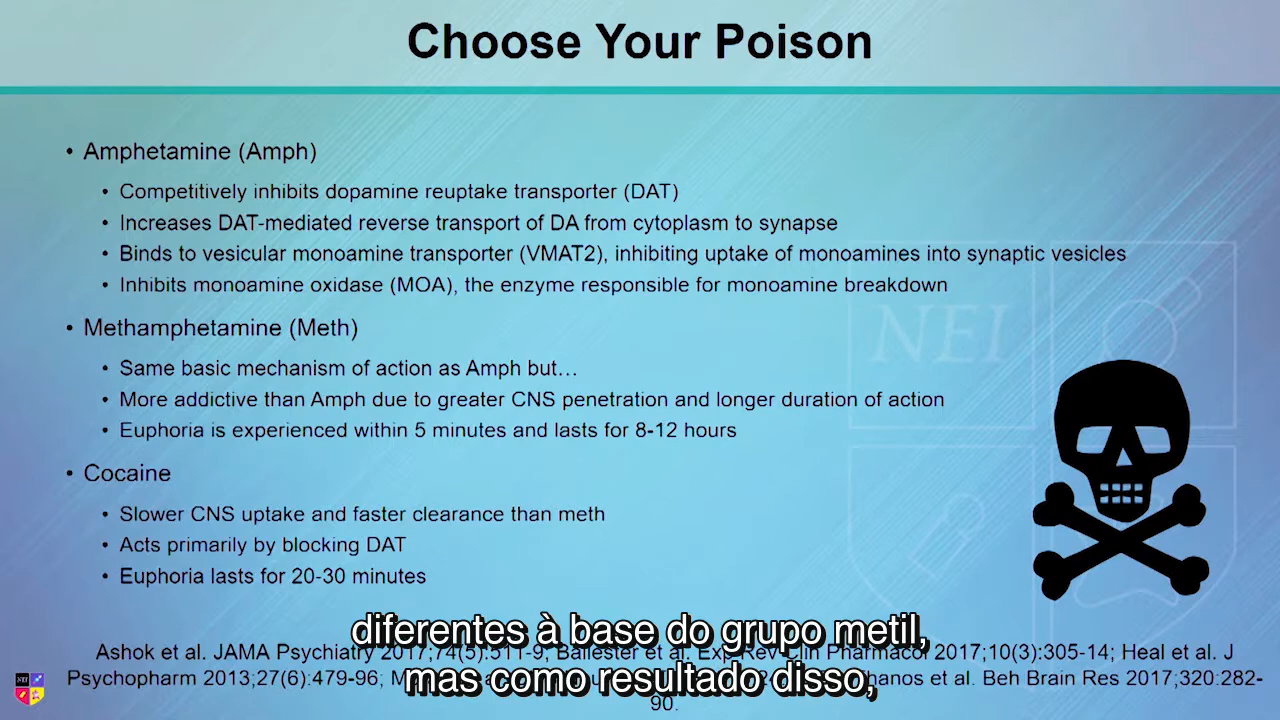 Choose Your Poison
• Amphetamine (Amph)
• Competitively inhibits dopamine reuptake transporter (DAT)
• Increases DAT-mediated reverse transport of DA from cytoplasm to synapse
• Binds to vesicular monoamine transporter (VMAT2), inhibiting uptake of monoamines into synaptic vesicles
• Inhibits monoamine oxidase (MOA), the enzyme responsible for monoamine breakdown
• Methamphetamine (Meth)
• Same basic mechanism of action as Amph but…
• More addictive than Amph due to greater CNS penetration and longer duration of action
• Euphoria is experienced within 5 minutes and lasts for 8-12 hours
• Cocaine
• Slower CNS uptake and faster clearance than meth
• Acts primarily by blocking DAT
• Euphoria lasts for 20-30 minutes
NEI
diferentes à base do grupo metil,
mas como resultado disso,
Ashok et al. JAMA Psychiatry 2017;74(5):511-9; Ballester et al. Exp Rev Clin Pharmacol 2017;10(3):305-14; Heal et al. J
Psychopharm 2013;27(6):479-96; et al. Beh Brain Res 2017;320:282-
90.
NEI